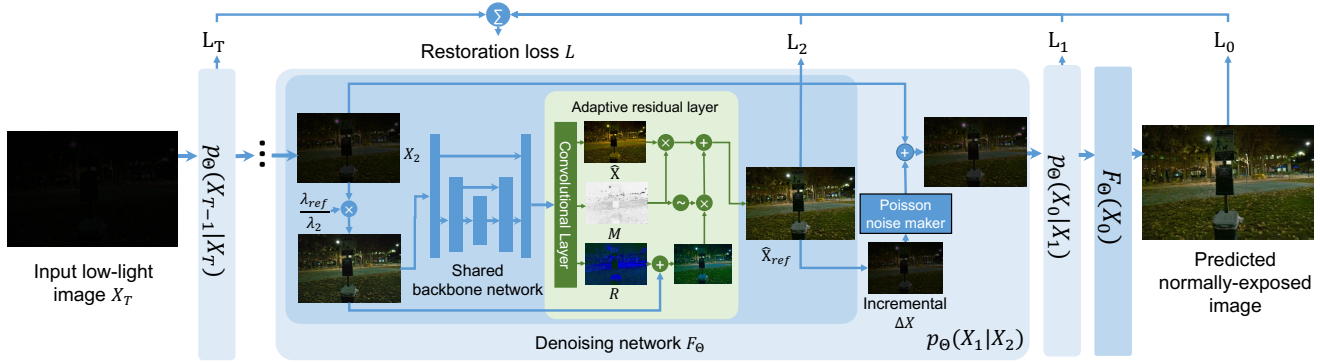 L_T
Σ
Restoration loss L
L_2
L_1
L_0
Input low-light
image X_T
p_Θ(X_{T−1}|X_T)
X_2
λ_ref
λ_2
×
Shared
backbone network
Adaptive residual layer
Convolutional Layer
X̂
M
R
×
+
~
×
+
X̂_ref
+
Poisson
noise maker
Incremental
ΔX
Denoising network F_Θ
p_Θ(X_1|X_2)
p_Θ(X_0|X_1)
F_Θ(X_0)
Predicted
normally-exposed
image